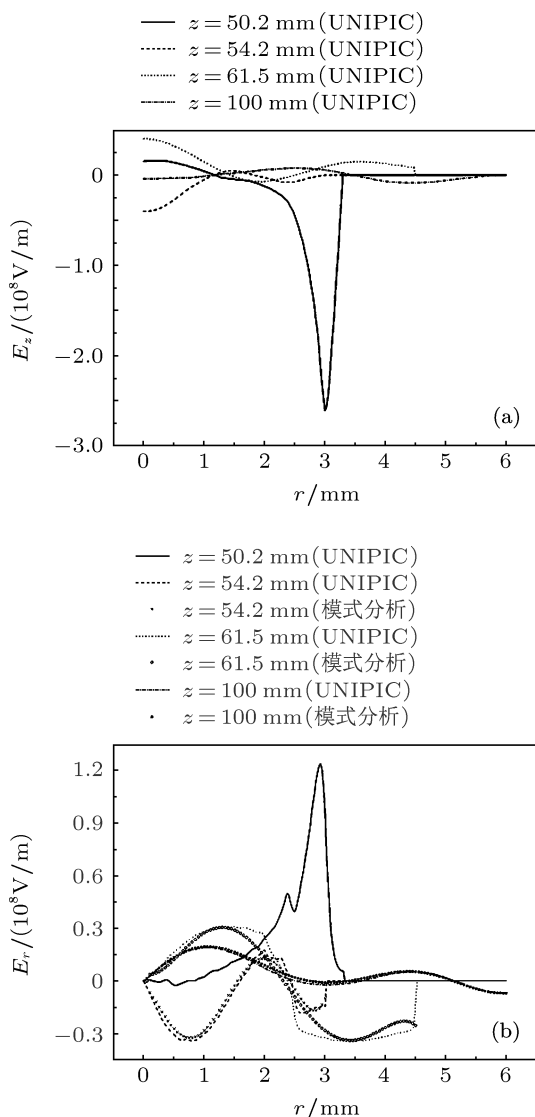 z = 50.2 mm(UNIPIC)
z = 54.2 mm(UNIPIC)
z = 61.5 mm(UNIPIC)
z = 100 mm(UNIPIC)
0
-1.0
-2.0
-3.0
E_z/(10⁸V/m)
(a)
0 1 2 3 4 5 6
r/mm
z = 50.2 mm(UNIPIC)
z = 54.2 mm(UNIPIC)
z = 54.2 mm(模式分析)
z = 61.5 mm(UNIPIC)
z = 61.5 mm(模式分析)
z = 100 mm(UNIPIC)
z = 100 mm(模式分析)
1.2
0.9
0.6
0.3
0
-0.3
E_r/(10⁸V/m)
(b)
0 1 2 3 4 5 6
r/mm